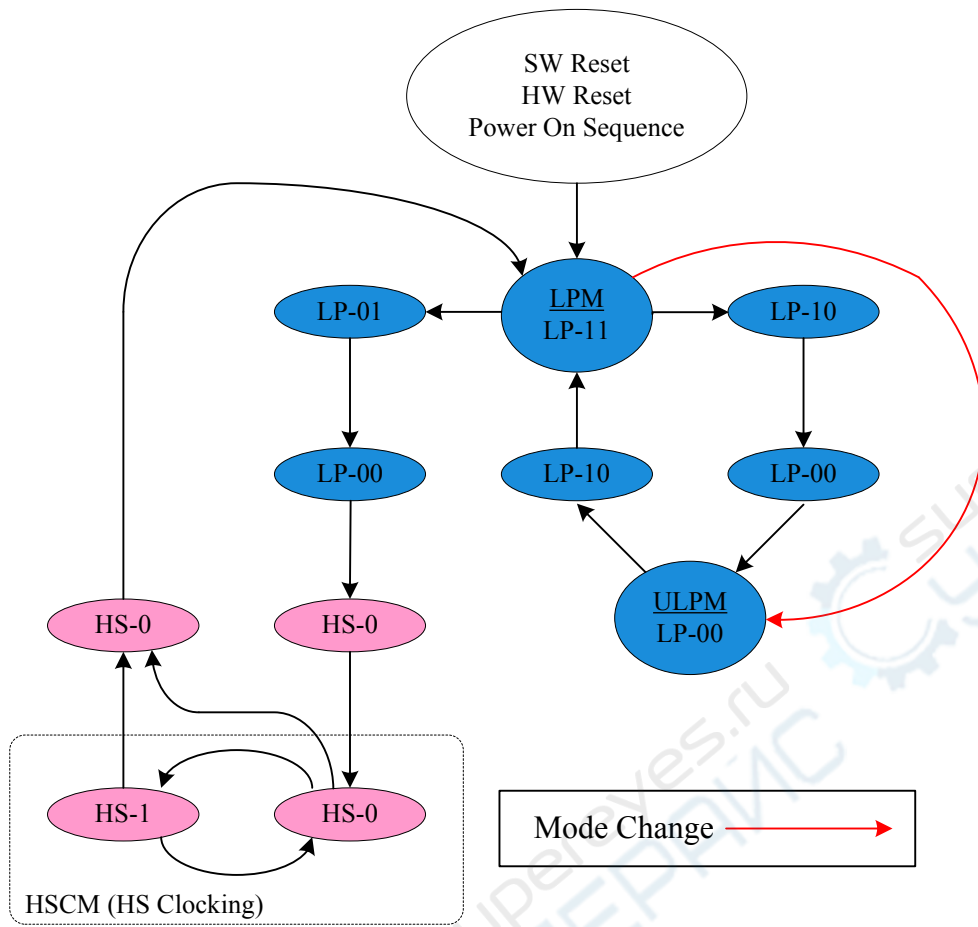 SW Reset
HW Reset
Power On Sequence
LP-01
LPM
LP-11
LP-10
LP-00
LP-10
LP-00
ULPM
LP-00
HS-0
HS-0
HS-1
HS-0
HSCM (HS Clocking)
Mode Change